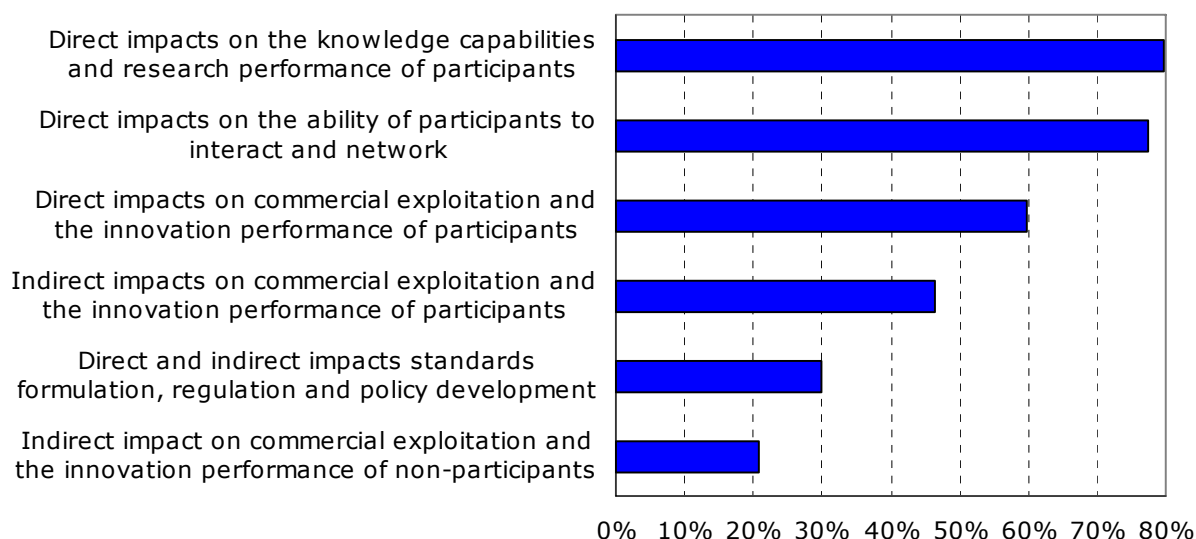 Direct impacts on the knowledge capabilities
and research performance of participants
Direct impacts on the ability of participants to
interact and network
Direct impacts on commercial exploitation and
the innovation performance of participants
Indirect impacts on commercial exploitation and
the innovation performance of participants
Direct and indirect impacts standards
formulation, regulation and policy development
Indirect impact on commercial exploitation and
the innovation performance of non-participants
0% 10% 20% 30% 40% 50% 60% 70% 80%